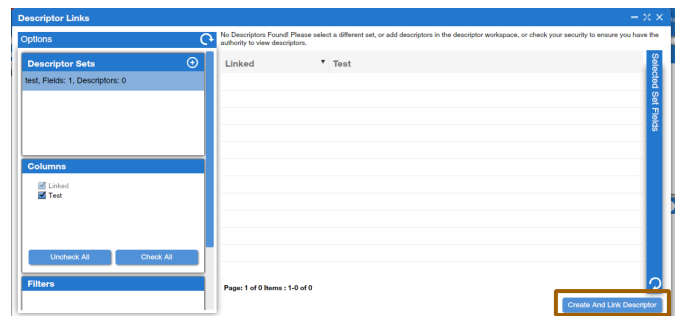 Descriptor Links
Options
No Descriptors Found! Please select a different set, or add descriptors in the descriptor workspace, or check your security to ensure you have the
authority to view descriptors.
Descriptor Sets
test, Fields: 1, Descriptors: 0
Linked
Test
Selected Set Fields
Columns
Linked
Test
Uncheck All
Check All
Filters
Page: 1 of 0 Items : 1-0 of 0
Create And Link Descriptor